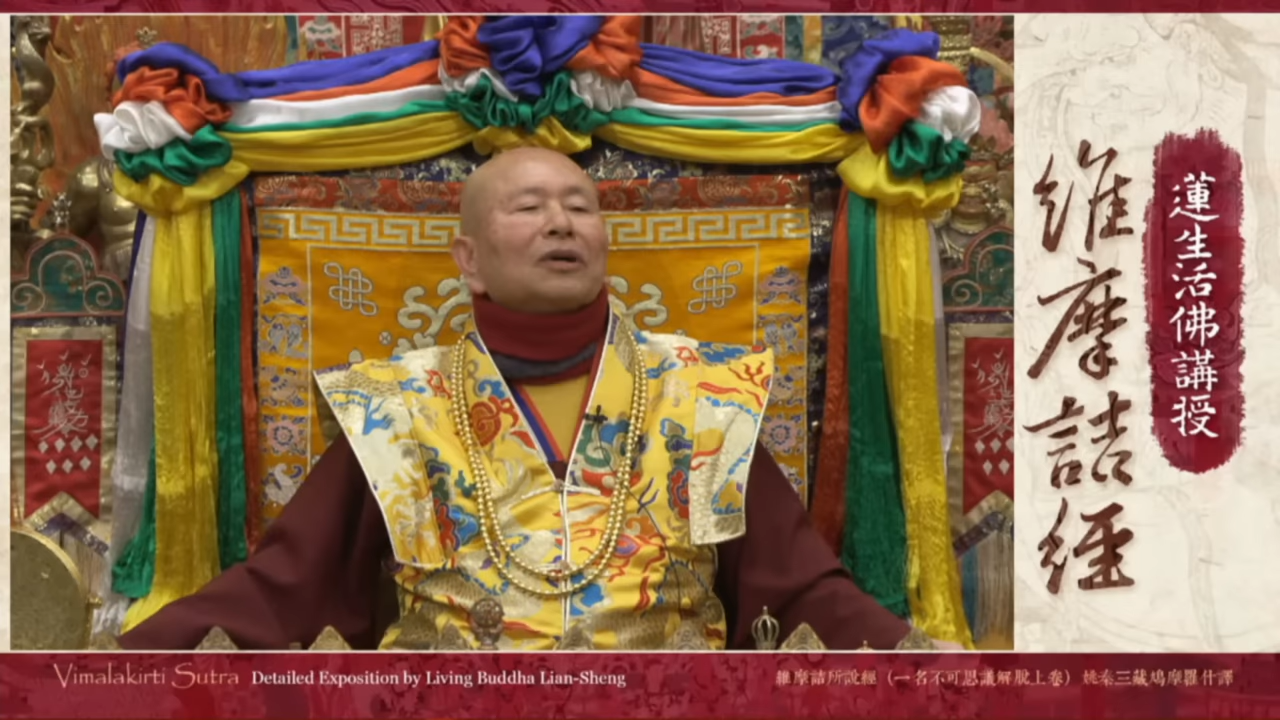 維摩詰經
蓮生活佛講授
Vimalakirti Sutra Detailed Exposition by Living Buddha Lian-Sheng
維摩詰所說經（一名不可思議解脫上卷）姚秦三藏鳩摩羅什譯